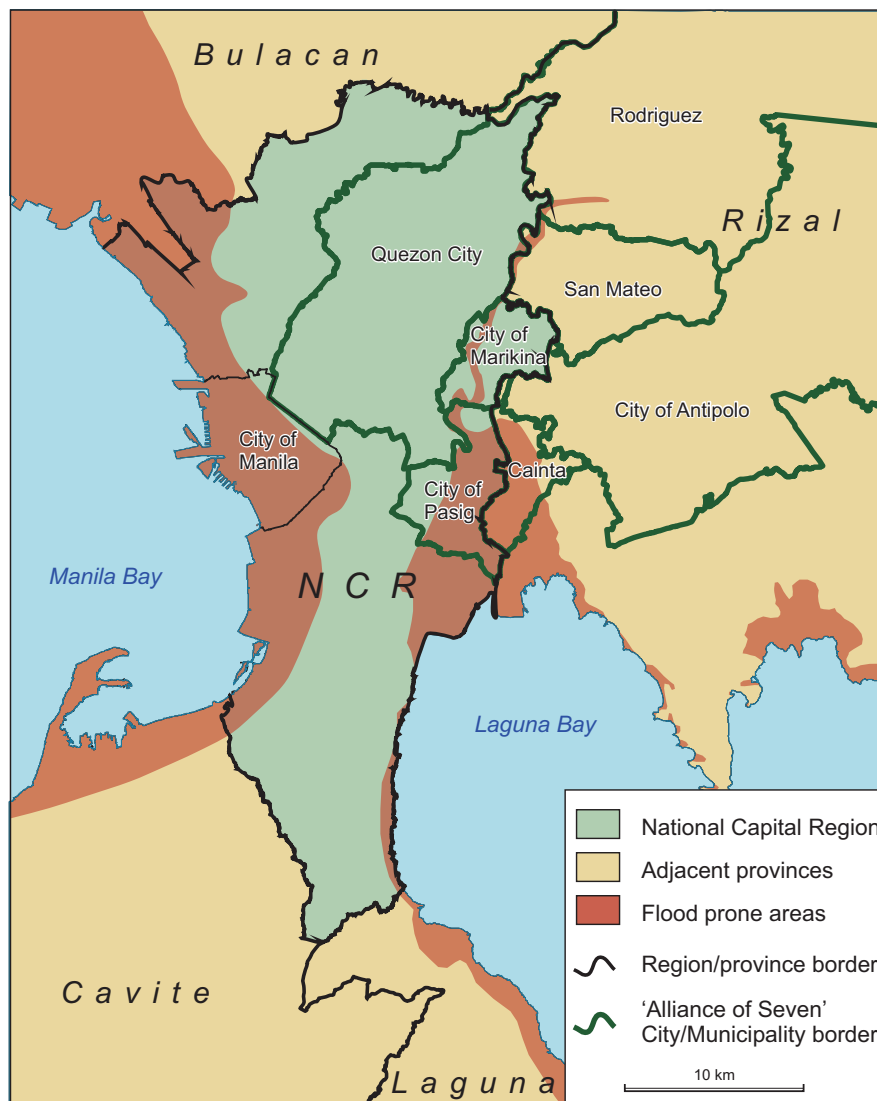 Bulacan
Rodriguez
Rizal
Quezon City
San Mateo
City of
Marikina
City of Antipolo
City of
Manila
Cainta
City of
Pasig
Manila Bay
NCR
Laguna Bay
National Capital Region
Adjacent provinces
Flood prone areas
Region/province border
‘Alliance of Seven’
City/Municipality border
10 km
Cavite
Laguna